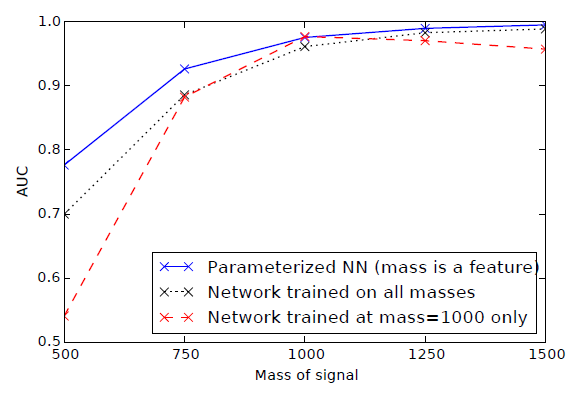 1.0
0.9
0.8
0.7
0.6
0.5
AUC
Parameterized NN (mass is a feature)
Network trained on all masses
Network trained at mass=1000 only
500 750 1000 1250 1500
Mass of signal